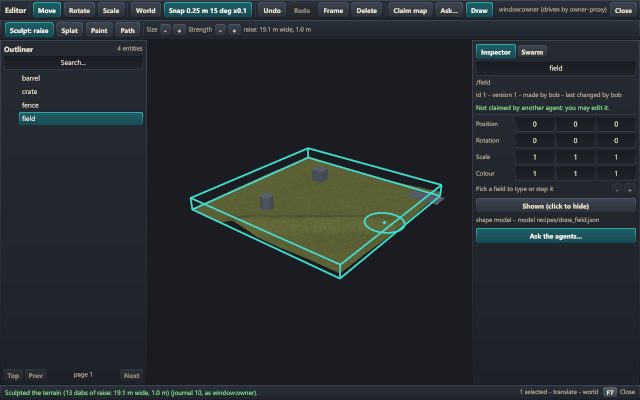 Editor Move Rotate Scale World Snap 0.25 m 15 deg x0.1 Undo Redo Frame Delete Claim map Ask... Draw window:owner (driven by owner-proxy) Close
Sculpt: raise Splat Paint Path Size - + Strength - + raise: 19.1 m wide, 1.0 m
Outliner 4 entities
Search...
barrel
crate
fence
field
Top Prev page 1 Next
Inspector Swarm
field
/field
id 1 - version 1 - made by bob - last changed by bob
Not claimed by another agent: you may edit it.
Position 0 0 0
Rotation 0 0 0
Scale 1 1 1
Colour 1 1 1
Pick a field to type or step it - +
Shown (click to hide)
shape model - model recipes/draw_field.json
Ask the agents...
Sculpted the terrain (13 dabs of raise: 19.1 m wide, 1.0 m) (journal 10, as window:owner). 1 selected - translate - world F7 Close